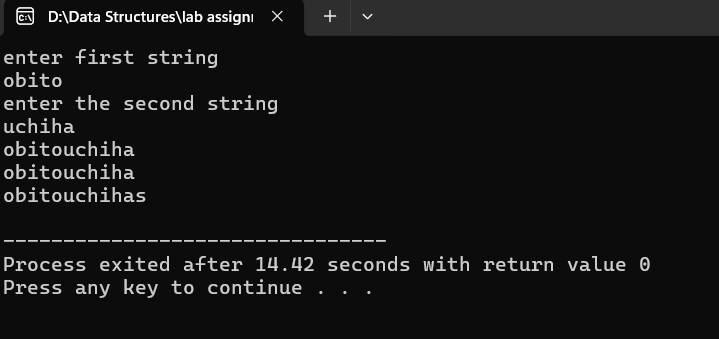 D:\Data Structures\lab assignı
enter first string
obito
enter the second string
uchiha
obitouchiha
obitouchiha
obitouchihas
--------------------------------
Process exited after 14.42 seconds with return value 0
Press any key to continue . . .